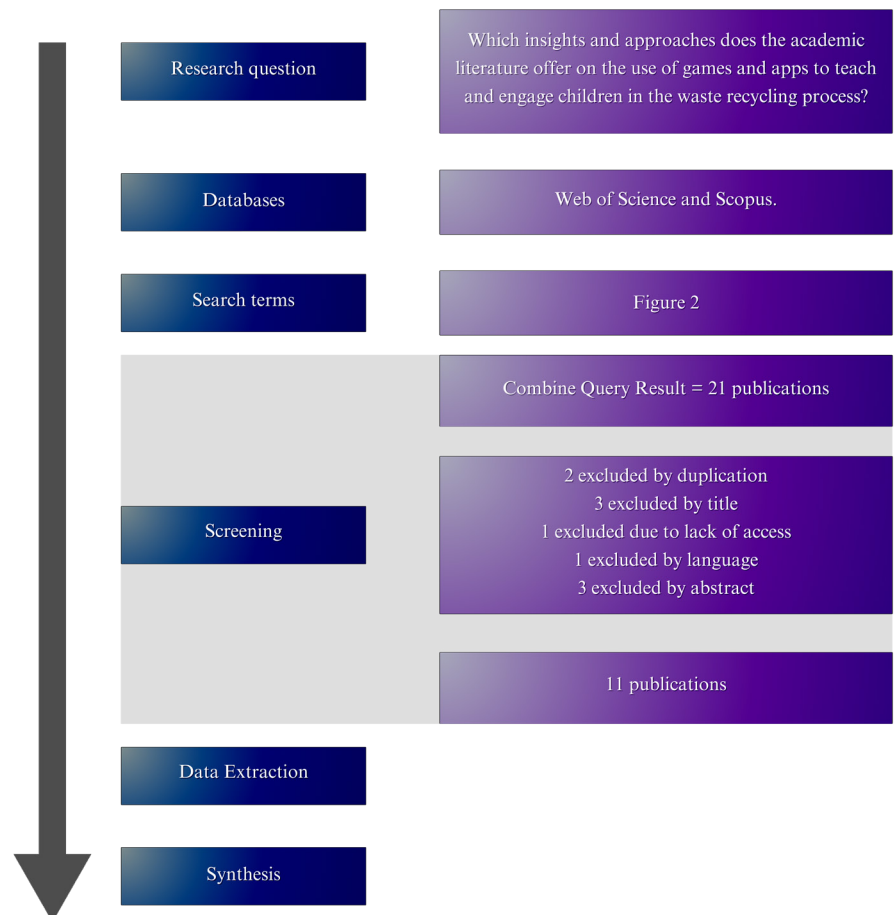 Research question
Which insights and approaches does the academic
literature offer on the use of games and apps to teach
and engage children in the waste recycling process?
Databases
Web of Science and Scopus.
Search terms
Figure 2
Combine Query Result = 21 publications
Screening
2 excluded by duplication
3 excluded by title
1 excluded due to lack of access
1 excluded by language
3 excluded by abstract
11 publications
Data Extraction
Synthesis